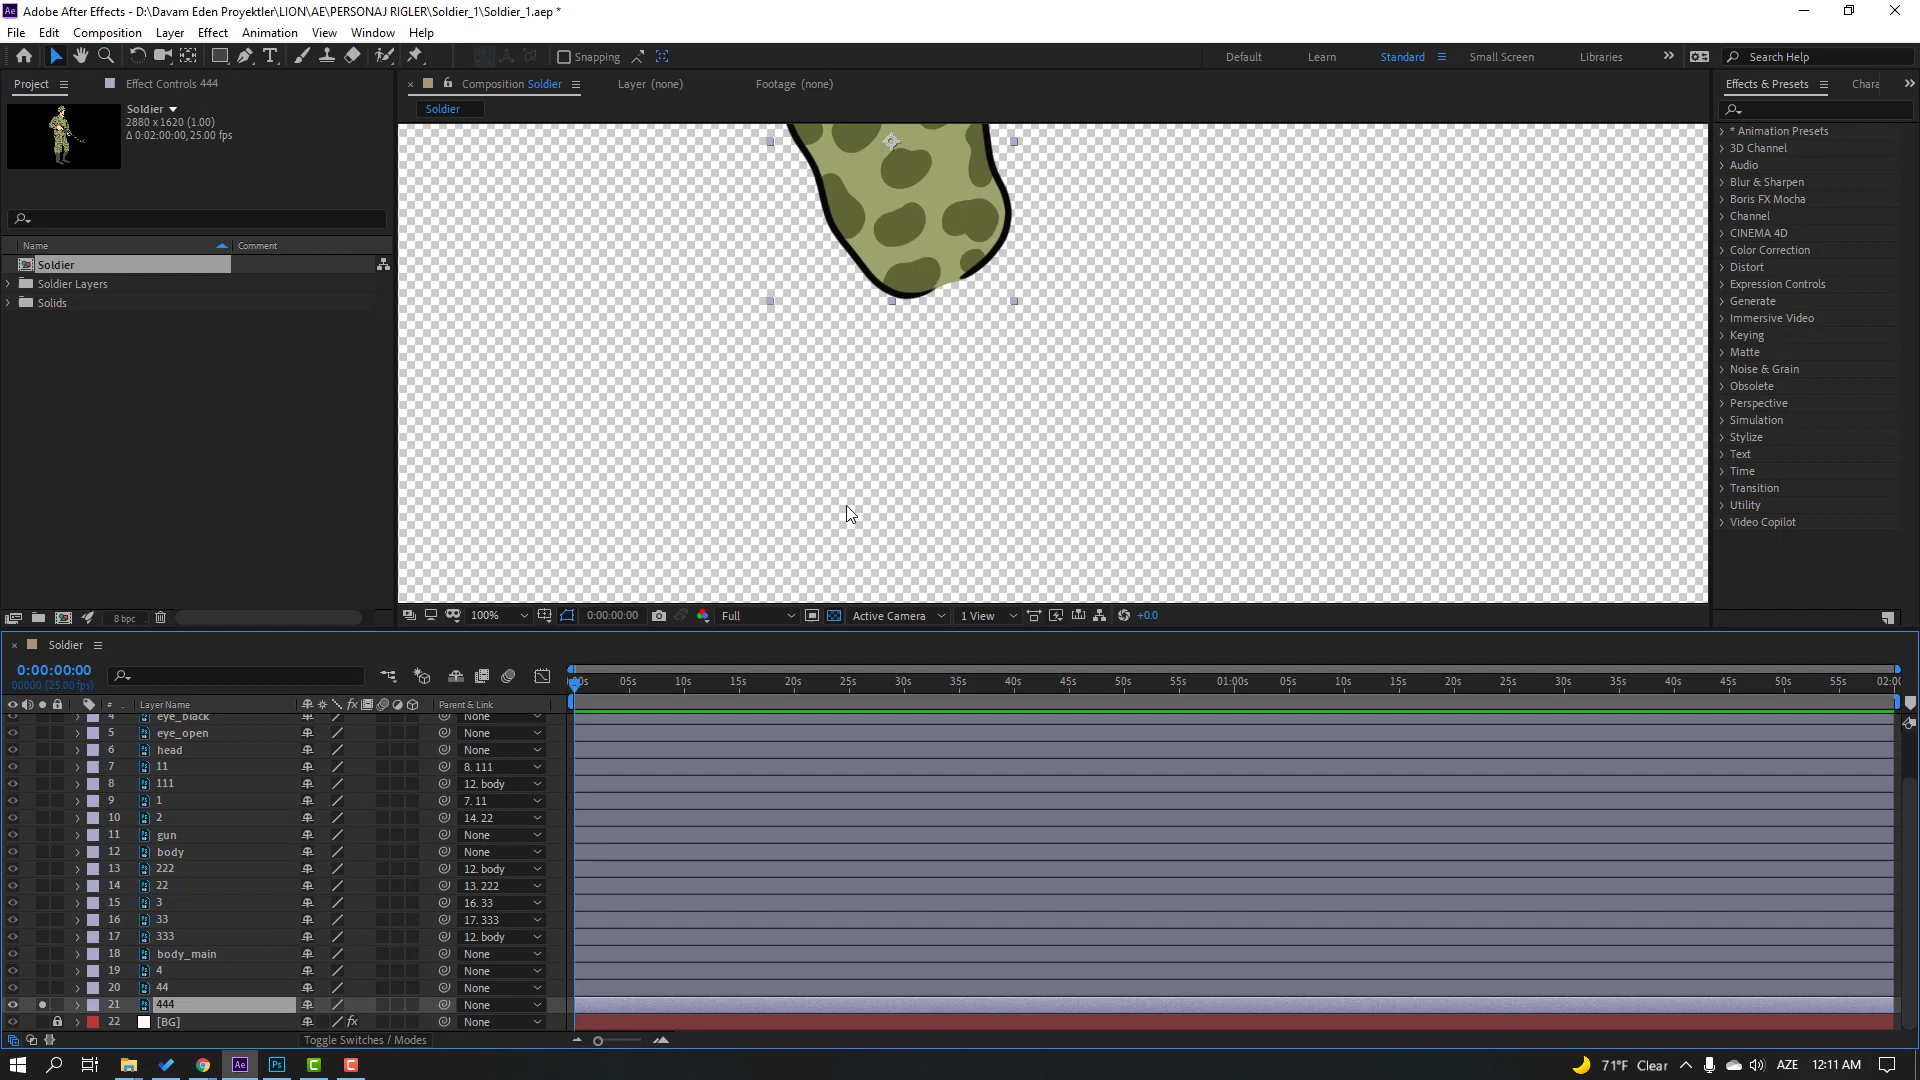 Adobe After Effects - D:\Davam Eden Proyektler\LION\AE\PERSONAJ RIGLER\Soldier_1\Soldier_1.aep *
File Edit Composition Layer Effect Animation View Window Help
Snapping Default Learn Standard Small Screen Libraries Search Help
Project Effect Controls 444 Composition Soldier Layer (none) Footage (none) Effects & Presets Chara
Soldier
2880 x 1620 (1.00)
Δ 0:02:00:00, 25.00 fps
Name Comment
Soldier
Soldier Layers
Solids
8 bpc
Soldier
* Animation Presets
3D Channel
Audio
Blur & Sharpen
Boris FX Mocha
Channel
CINEMA 4D
Color Correction
Distort
Expression Controls
Generate
Immersive Video
Keying
Matte
Noise & Grain
Obsolete
Perspective
Simulation
Stylize
Text
Time
Transition
Utility
Video Copilot
100% 0:00:00:00 Full Active Camera 1 View +0.0
Soldier
0:00:00:00
00000 (25.00 fps)
:00s 05s 10s 15s 20s 25s 30s 35s 40s 45s 50s 55s 01:00s 05s 10s 15s 20s 25s 30s 35s 40s 45s 50s 55s 02:00
# Layer Name fx Parent & Link
4 eye_black None
5 eye_open None
6 head None
7 11 8. 111
8 111 12. body
9 1 7. 11
10 2 14. 22
11 gun None
12 body None
13 222 12. body
14 22 13. 222
15 3 16. 33
16 33 17. 333
17 333 12. body
18 body_main None
19 4 None
20 44 None
21 444 None
22 [BG] fx None
Toggle Switches / Modes
Ae Ps C C 71°F Clear AZE 12:11 AM